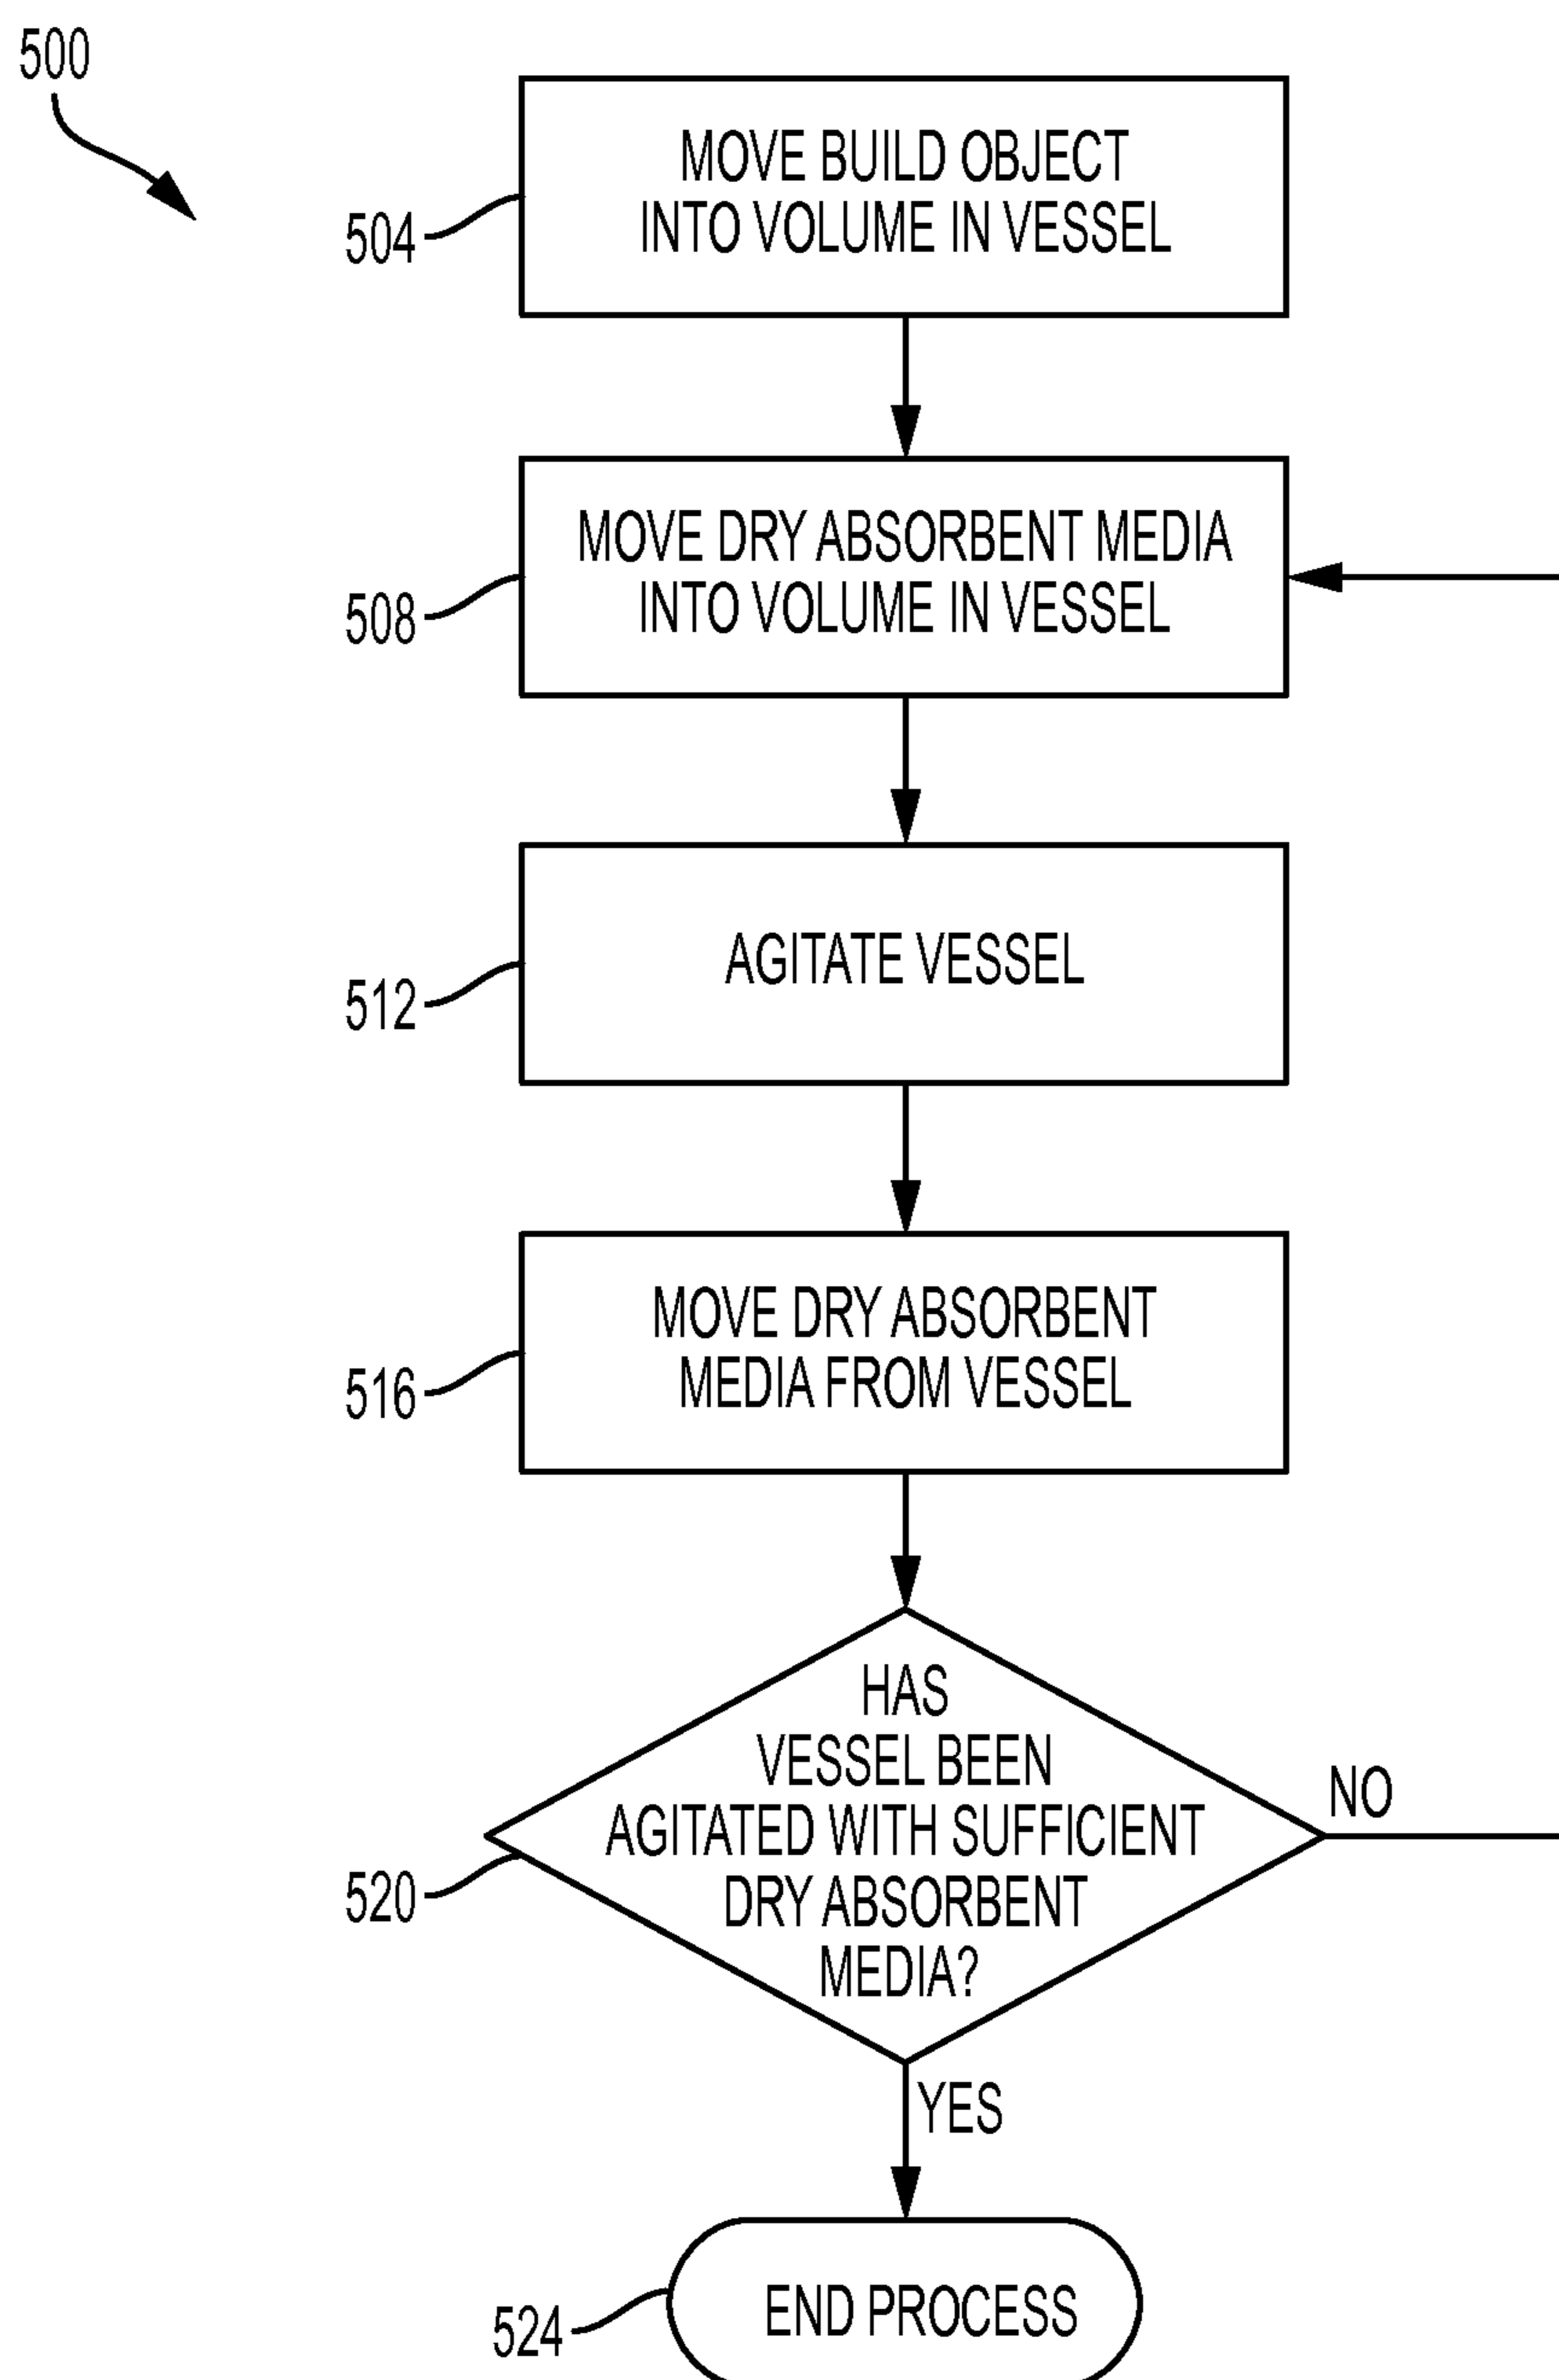 500
MOVE BUILD OBJECT
INTO VOLUME IN VESSEL
504
MOVE DRY ABSORBENT MEDIA
INTO VOLUME IN VESSEL
508
AGITATE VESSEL
512
MOVE DRY ABSORBENT
MEDIA FROM VESSEL
516
HAS
VESSEL BEEN
AGITATED WITH SUFFICIENT
DRY ABSORBENT
MEDIA?
NO
520
YES
END PROCESS
524